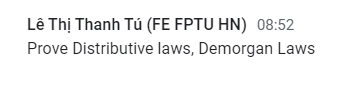 Lê Thị Thanh Tú (FE FPTU HN) 08:52
Prove Distributive laws, Demorgan Laws